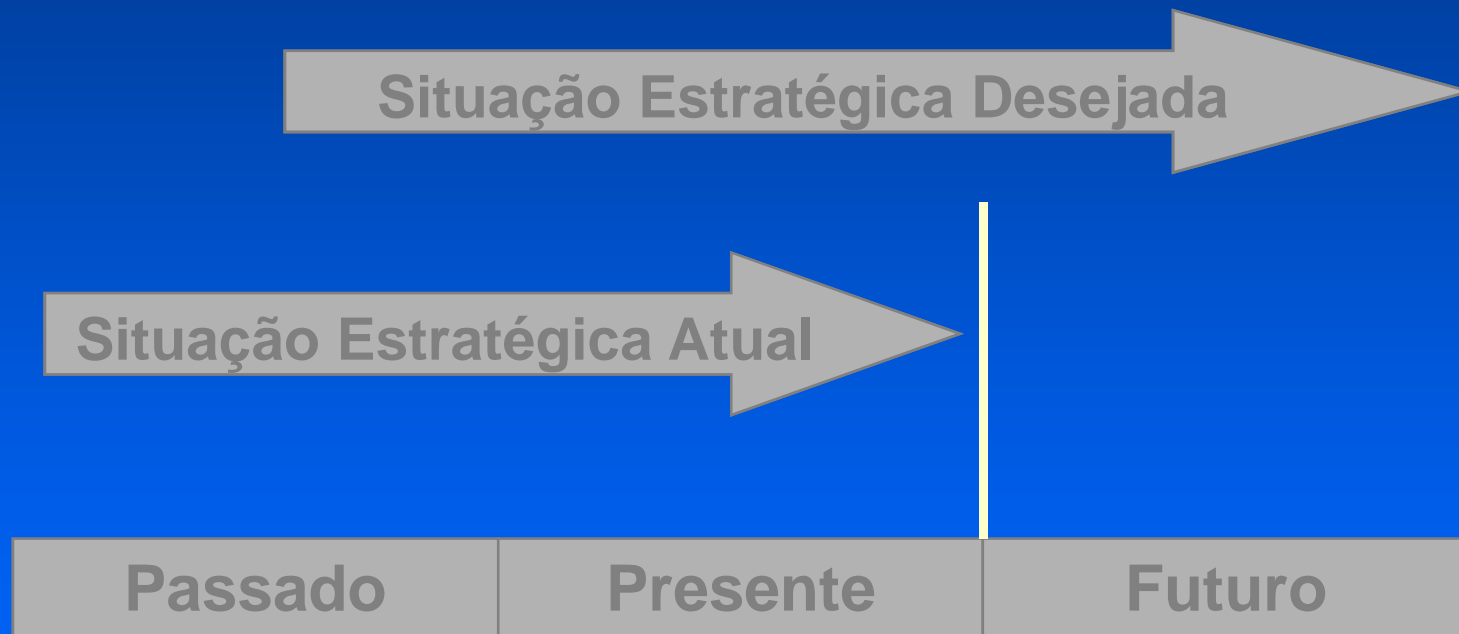 Situação Estratégica Desejada
Situação Estratégica Atual
Passado Presente Futuro